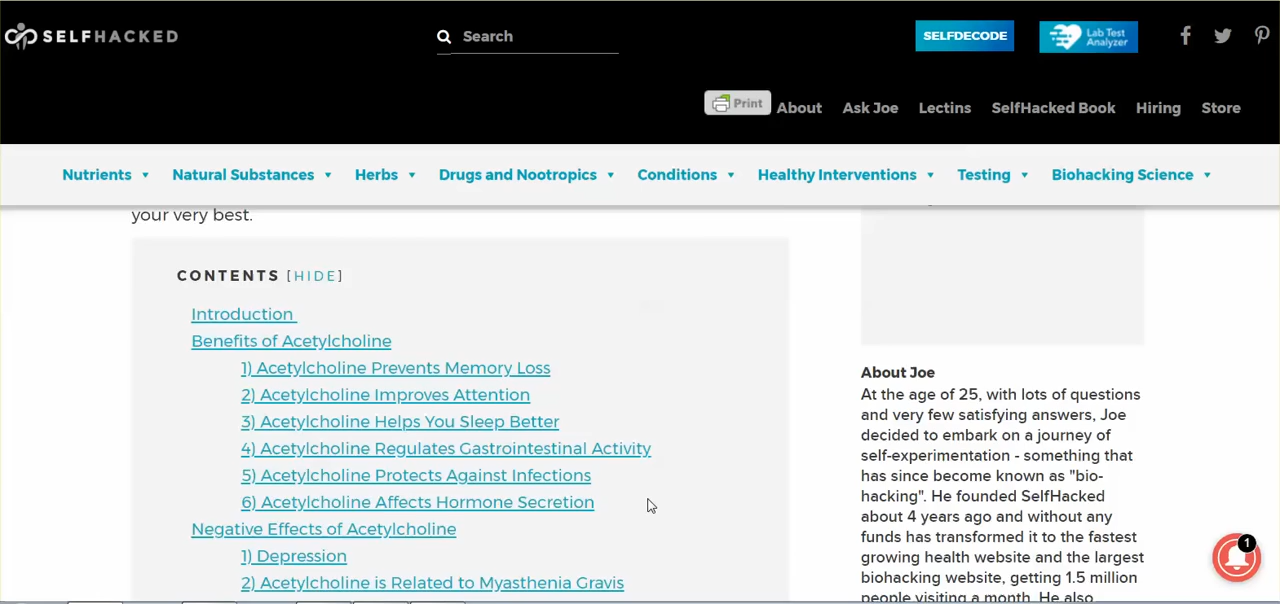 SELFHACKED
Search
SELFDECODE
Lab Test
Analyzer
Print
About
Ask Joe
Lectins
SelfHacked Book
Hiring
Store
Nutrients
Natural Substances
Herbs
Drugs and Nootropics
Conditions
Healthy Interventions
Testing
Biohacking Science
your very best.
CONTENTS [HIDE]
Introduction
Benefits of Acetylcholine
1) Acetylcholine Prevents Memory Loss
2) Acetylcholine Improves Attention
3) Acetylcholine Helps You Sleep Better
4) Acetylcholine Regulates Gastrointestinal Activity
5) Acetylcholine Protects Against Infections
6) Acetylcholine Affects Hormone Secretion
Negative Effects of Acetylcholine
1) Depression
2) Acetylcholine is Related to Myasthenia Gravis
About Joe
At the age of 25, with lots of questions
and very few satisfying answers, Joe
decided to embark on a journey of
self-experimentation - something that
has since become known as "bio-
hacking". He founded SelfHacked
about 4 years ago and without any
funds has transformed it to the fastest
growing health website and the largest
biohacking website, getting 1.5 million
people visiting a month. He also
1